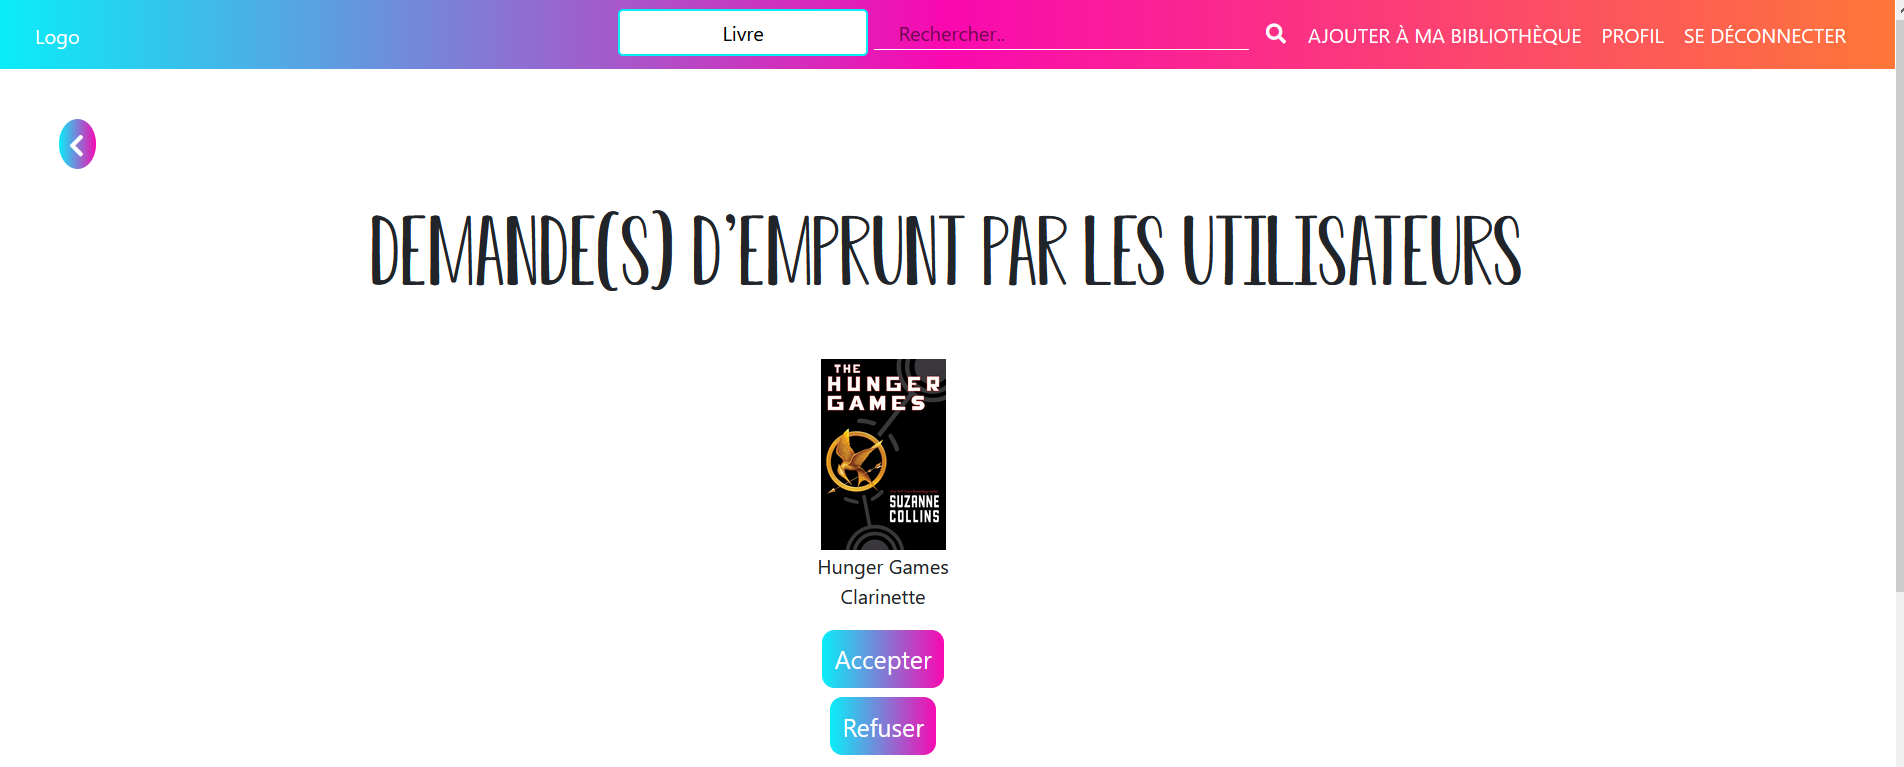 Logo
Livre
Rechercher..
AJOUTER À MA BIBLIOTHÈQUE
PROFIL
SE DÉCONNECTER
DEMANDE(S) D'EMPRUNT PAR LES UTILISATEURS
THE
HUNGER
GAMES
SUZANNE
COLLINS
Hunger Games
Clarinette
Accepter
Refuser